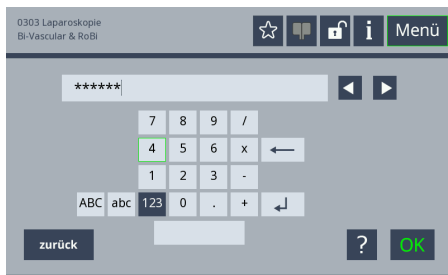 0303 Laparoskopie
Bi-Vascular & RoBi
i Menü
******
7 8 9 /
4 5 6 x
1 2 3 -
ABC abc 123 0 . +
zurück ? OK